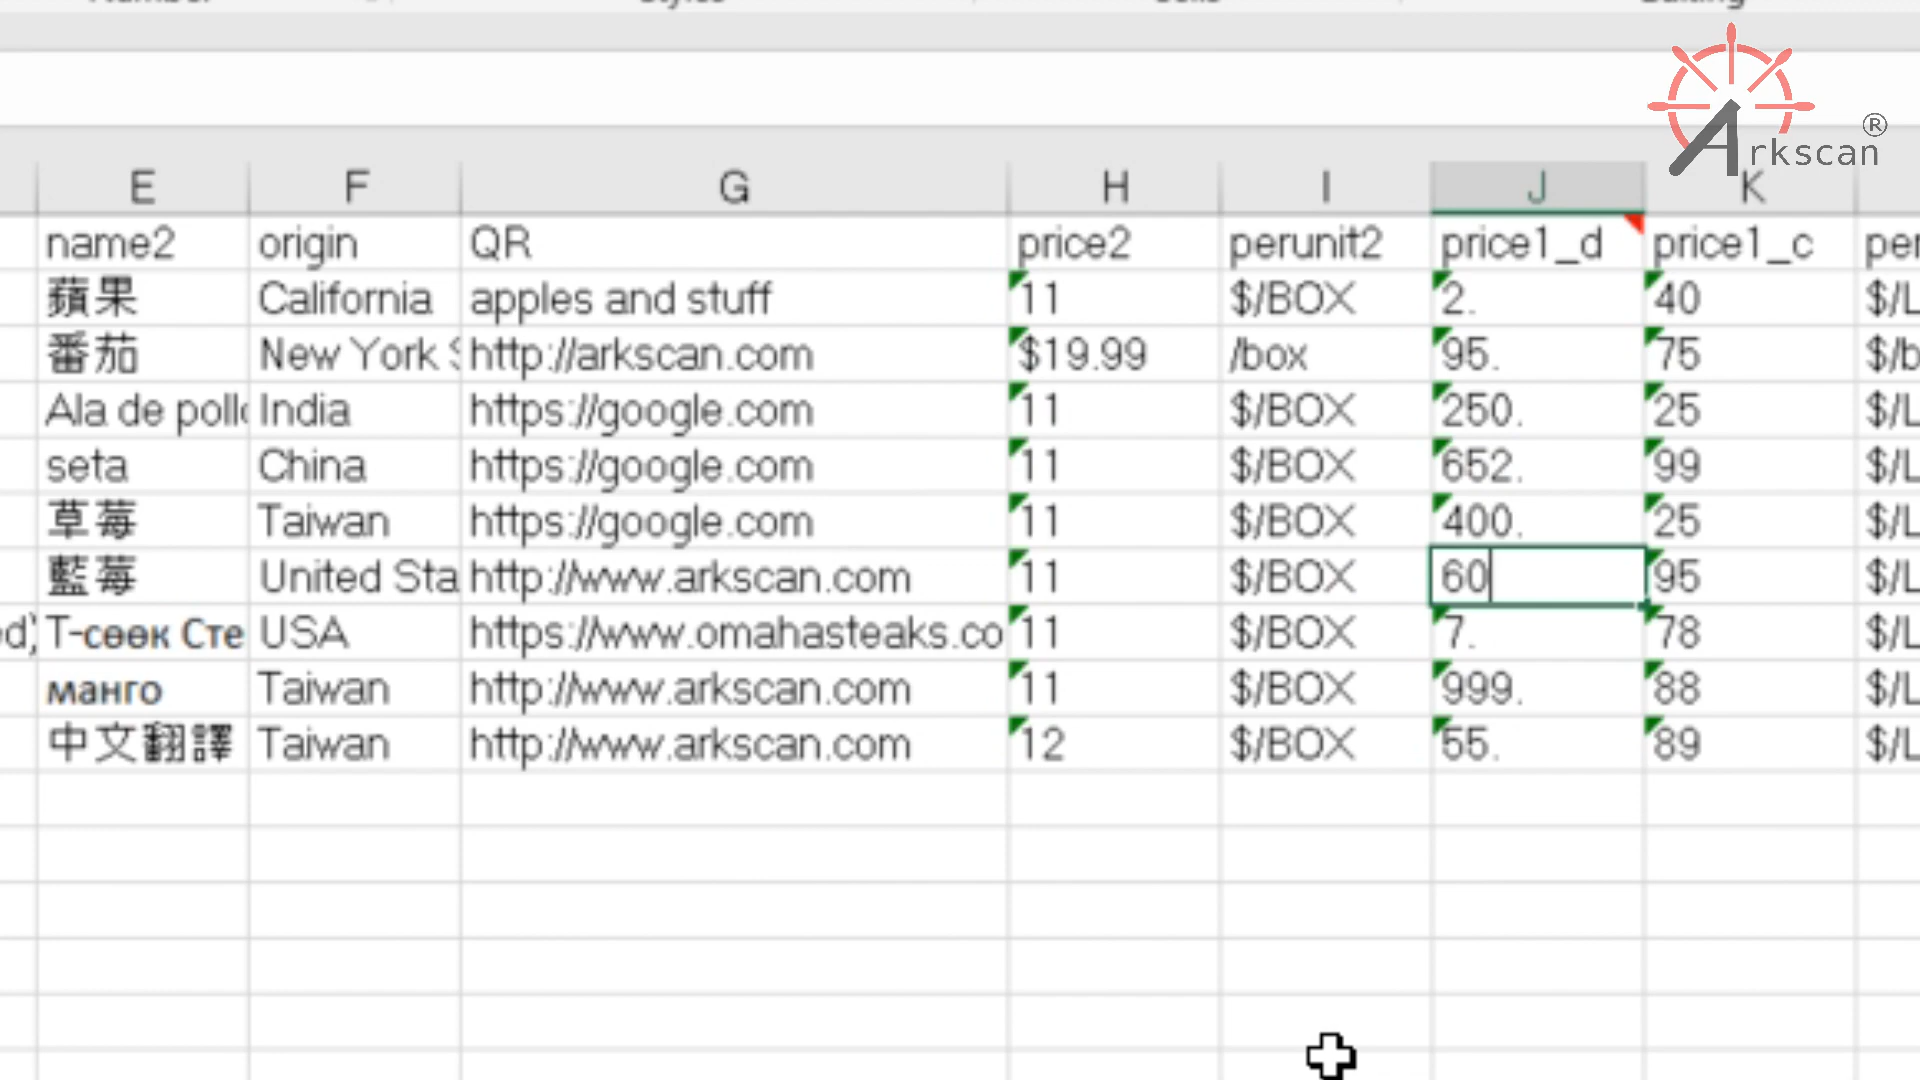 Arkscan ®
E F G H I J K
name2 origin QR price2 perunit2 price1_d price1_c per
蘋果 California apples and stuff 11 $/BOX 2. 40 $/L
番茄 New York http://arkscan.com $19.99 /box 95. 75 $/b
Ala de pollo India https://google.com 11 $/BOX 250. 25 $/L
seta China https://google.com 11 $/BOX 652. 99 $/L
草莓 Taiwan https://google.com 11 $/BOX 400. 25 $/L
藍莓 United Sta http://www.arkscan.com 11 $/BOX 60 95 $/L
ed) Т-сөөк Сте USA https://www.omahasteaks.co 11 $/BOX 7. 78 $/L
манго Taiwan http://www.arkscan.com 11 $/BOX 999. 88 $/L
中文翻譯 Taiwan http://www.arkscan.com 12 $/BOX 55. 89 $/L